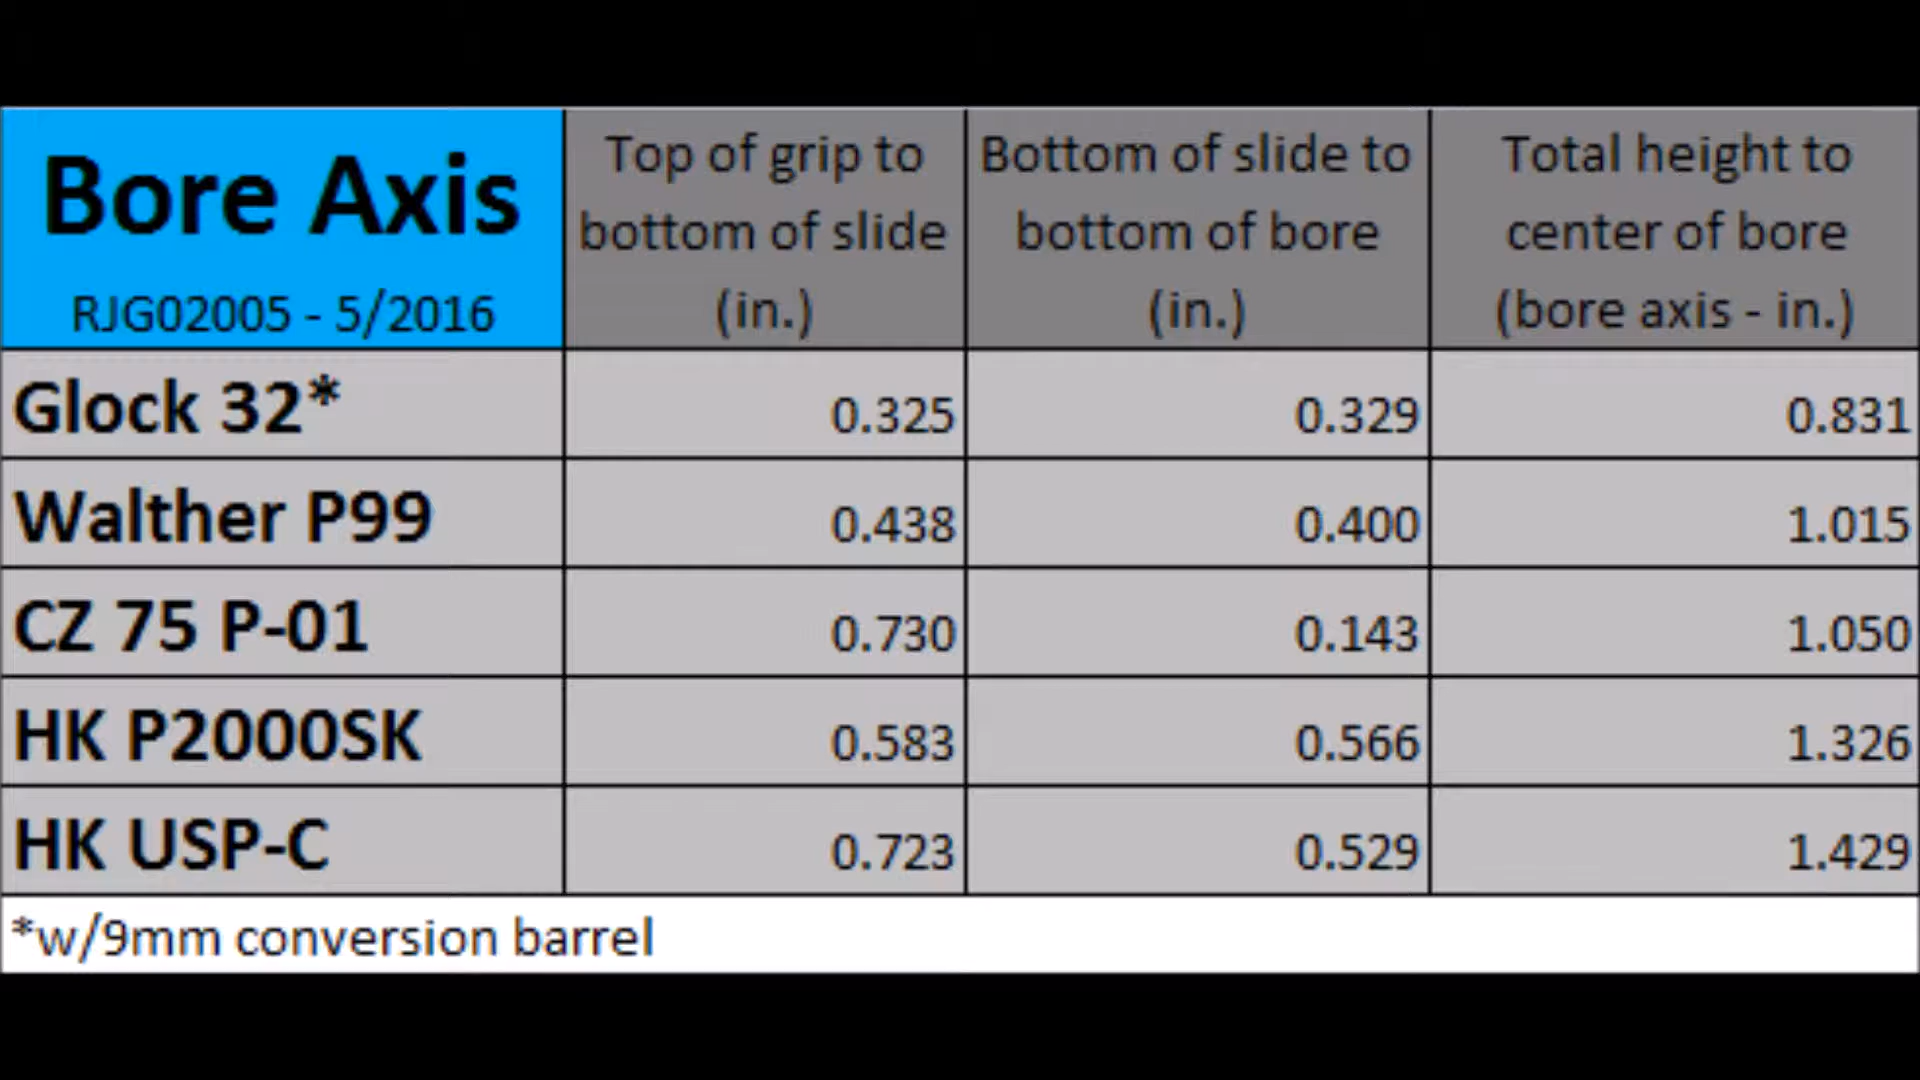 Bore Axis
RJG02005 - 5/2016
Top of grip to
bottom of slide
(in.)
Bottom of slide to
bottom of bore
(in.)
Total height to
center of bore
(bore axis - in.)
Glock 32* 0.325 0.329 0.831
Walther P99 0.438 0.400 1.015
CZ 75 P-01 0.730 0.143 1.050
HK P2000SK 0.583 0.566 1.326
HK USP-C 0.723 0.529 1.429
*w/9mm conversion barrel